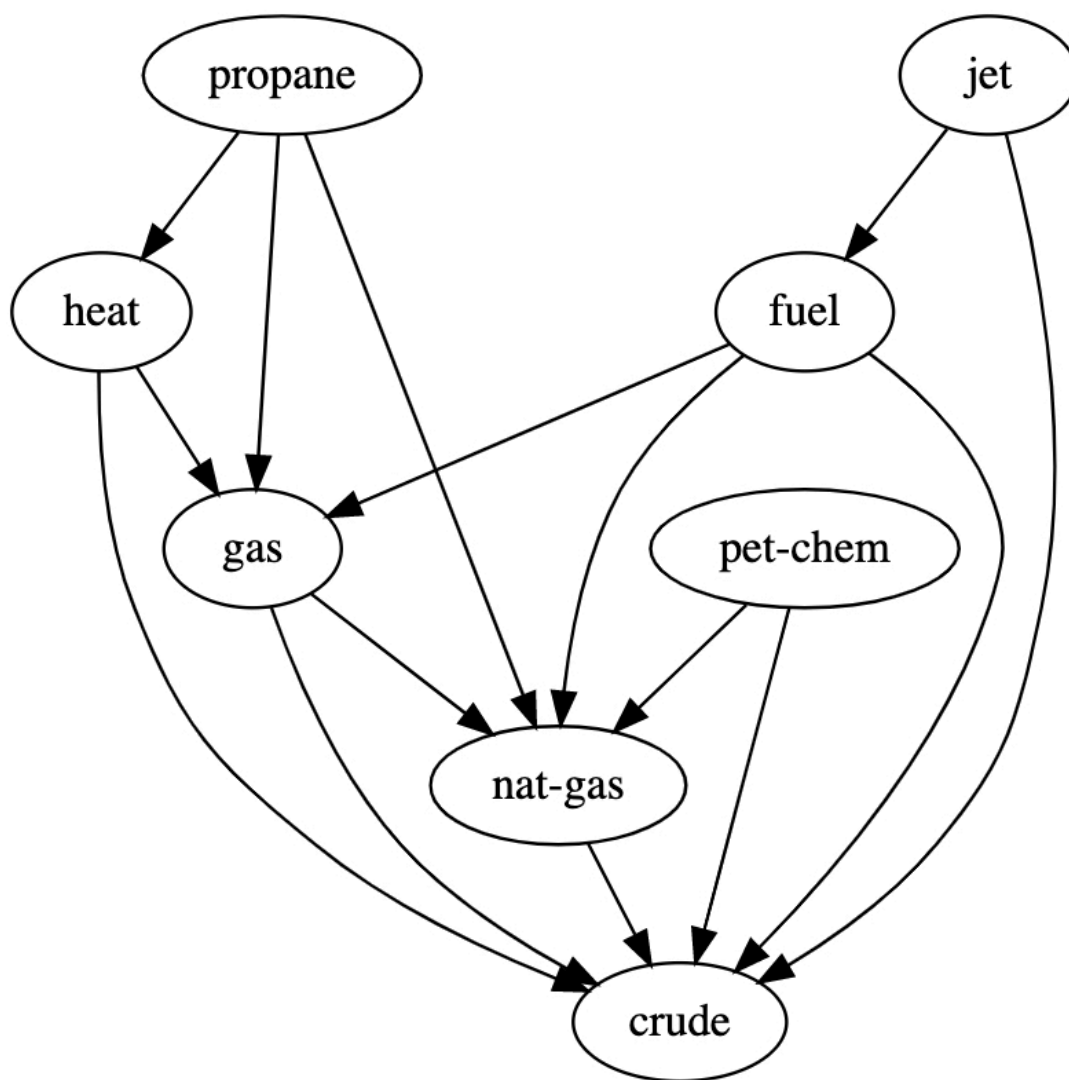 propane
jet
heat
fuel
gas
pet-chem
nat-gas
crude